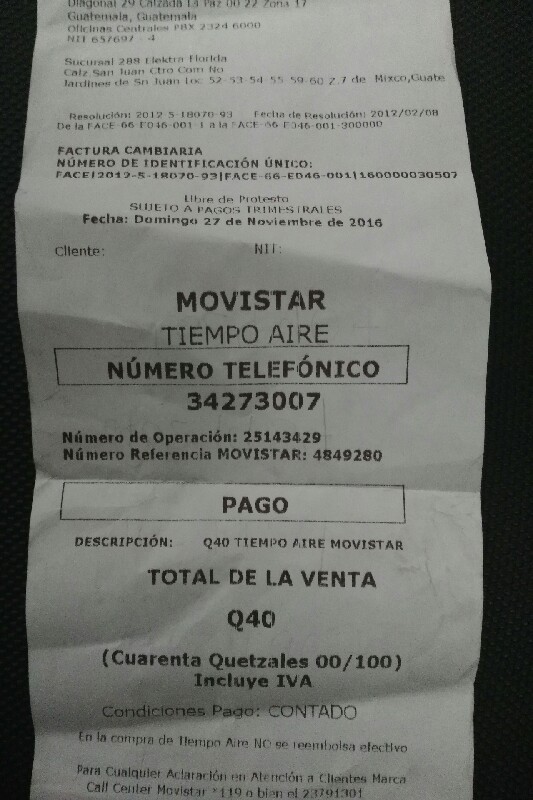 Diagonal 29 Calzada La Paz 00 22 Zona 17
Guatemala, Guatemala
Oficinas Centrales PBX 2324 6000
NIT 657697 - 4
Sucursal 288 Elektra Florida
Calz San Juan Ctro Com No
Jardines de Sn Juan Loc 52-53-54 55 59-60 Z.7 de Mixco,Guate
Resolución: 2012 5-18070-93 Fecha de Resolución: 2012/02/08
De la FACE-66-E046-001-1 a la FACE-66-E046-001-300000
FACTURA CAMBIARIA
NÚMERO DE IDENTIFICACIÓN ÚNICO:
FACE|2012-5-18070-93|FACE-66-E046-001|160000030507
Libre de Protesto
SUJETO A PAGOS TRIMESTRALES
Fecha: Domingo 27 de Noviembre de 2016
Cliente: NIT:
MOVISTAR
TIEMPO AIRE
NÚMERO TELEFÓNICO
34273007
Número de Operación: 25143429
Número Referencia MOVISTAR: 4849280
PAGO
DESCRIPCIÓN: Q40 TIEMPO AIRE MOVISTAR
TOTAL DE LA VENTA
Q40
(Cuarenta Quetzales 00/100)
Incluye IVA
Condiciones Pago: CONTADO
En la compra de Tiempo Aire NO se reembolsa efectivo
Para Cualquier Aclaración en Atención a Clientes Marca
Call Center Movistar *119 o bien el 23791301